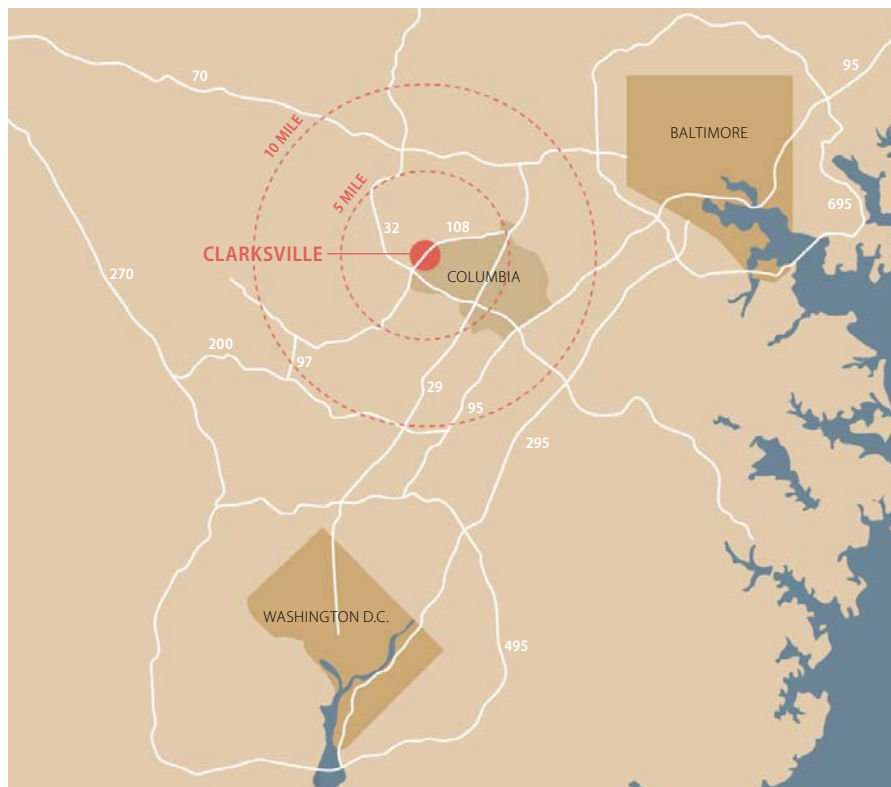 70
95
10 MILE
BALTIMORE
5 MILE
32
108
695
CLARKSVILLE
COLUMBIA
270
200
97
29
95
295
WASHINGTON D.C.
495